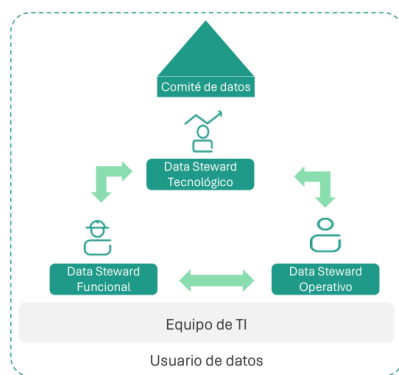 Comité de datos
Data Steward
Tecnológico
Data Steward
Funcional
Data Steward
Operativo
Equipo de TI
Usuario de datos